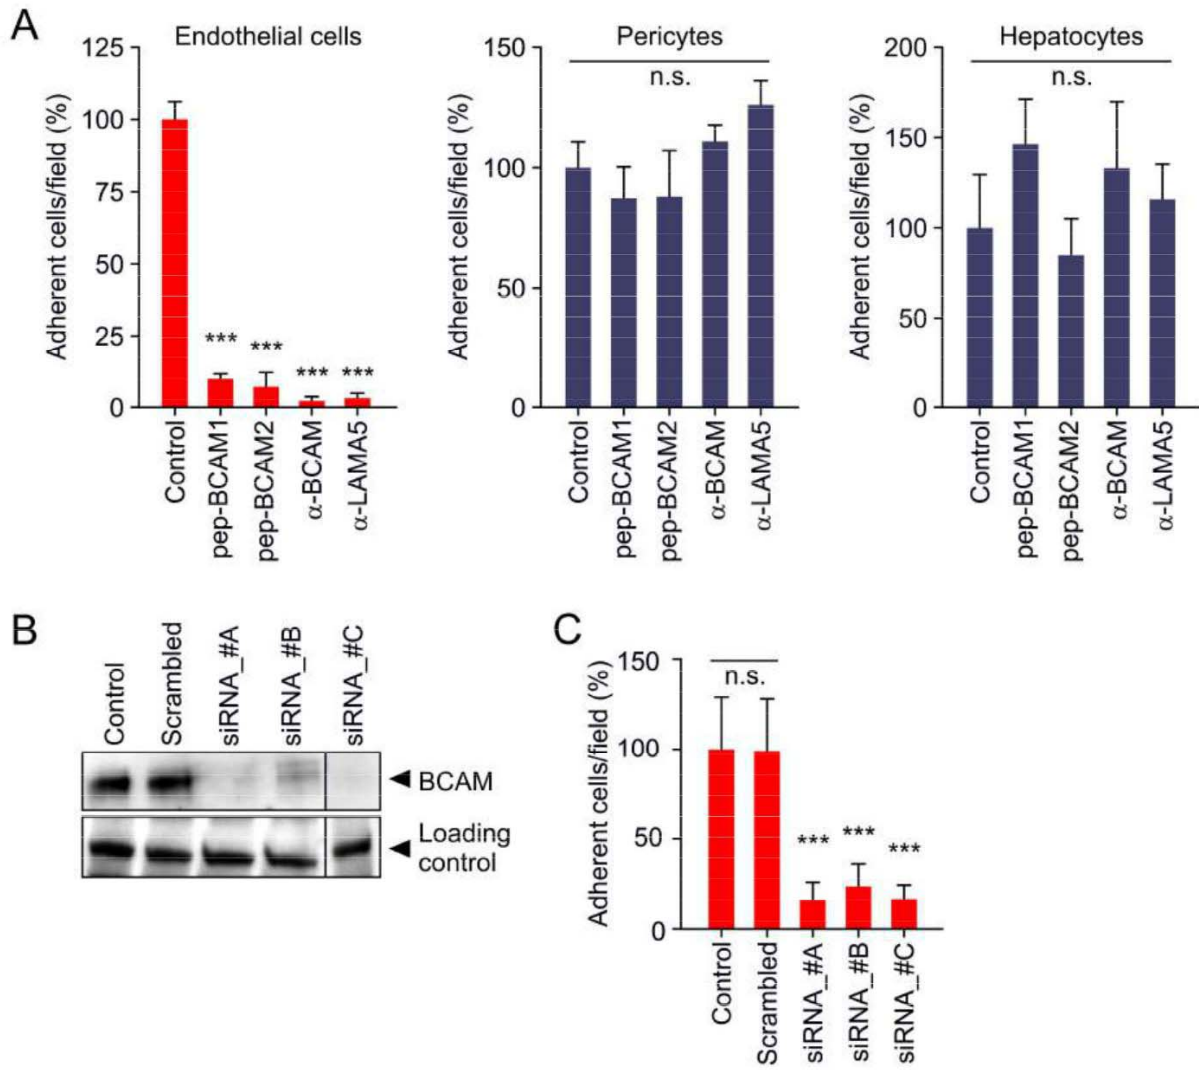 A
Endothelial cells
Adherent cells/field (%)
125
100
75
50
25
0
***
***
***
***
Control
pep-BCAM1
pep-BCAM2
α-BCAM
α-LAMA5
Pericytes
n.s.
Adherent cells/field (%)
150
100
50
0
Control
pep-BCAM1
pep-BCAM2
α-BCAM
α-LAMA5
Hepatocytes
n.s.
Adherent cells/field (%)
200
150
100
50
0
Control
pep-BCAM1
pep-BCAM2
α-BCAM
α-LAMA5
B
Control
Scrambled
siRNA_#A
siRNA_#B
siRNA_#C
BCAM
Loading
control
C
Adherent cells/field (%)
150
100
50
0
n.s.
***
***
***
Control
Scrambled
siRNA_#A
siRNA_#B
siRNA_#C